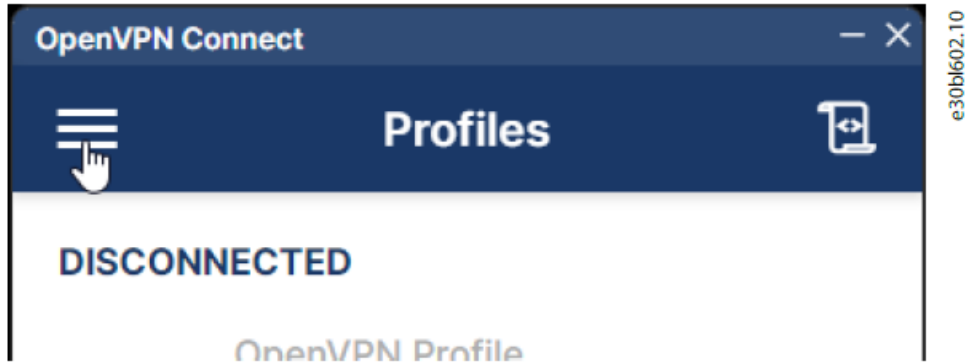 OpenVPN Connect
Profiles
DISCONNECTED
OpenVPN Profile
e30bl602.10